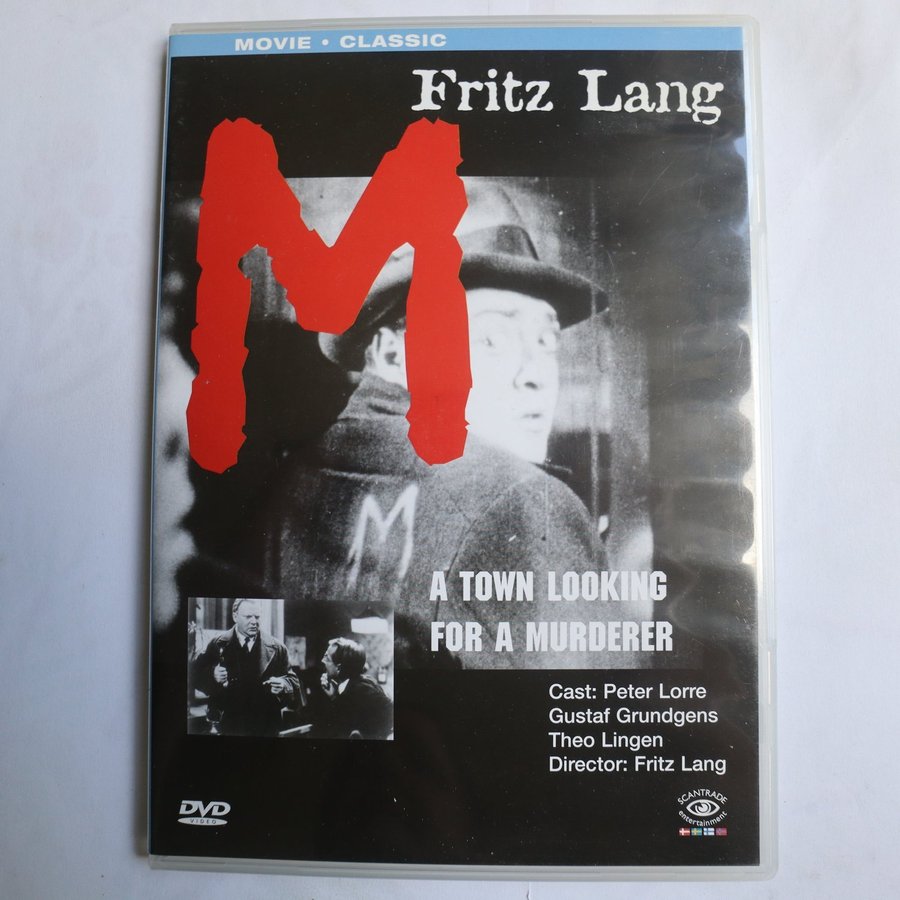 MOVIE • CLASSIC
Fritz Lang
M
M
A TOWN LOOKING
FOR A MURDERER
Cast: Peter Lorre
Gustaf Grundgens
Theo Lingen
Director: Fritz Lang
DVD
VIDEO
SCANTRADE
entertainment